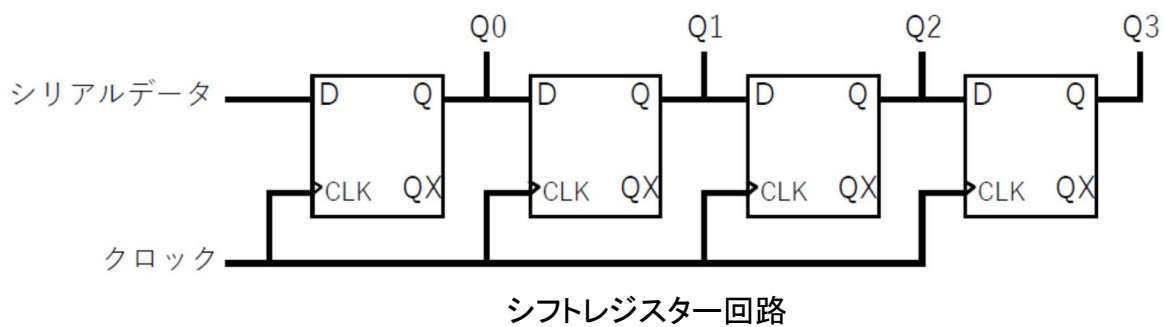 Q0 Q1 Q2 Q3
シリアルデータ D Q D Q D Q D Q
CLK QX CLK QX CLK QX CLK QX
クロック
シフトレジスター回路